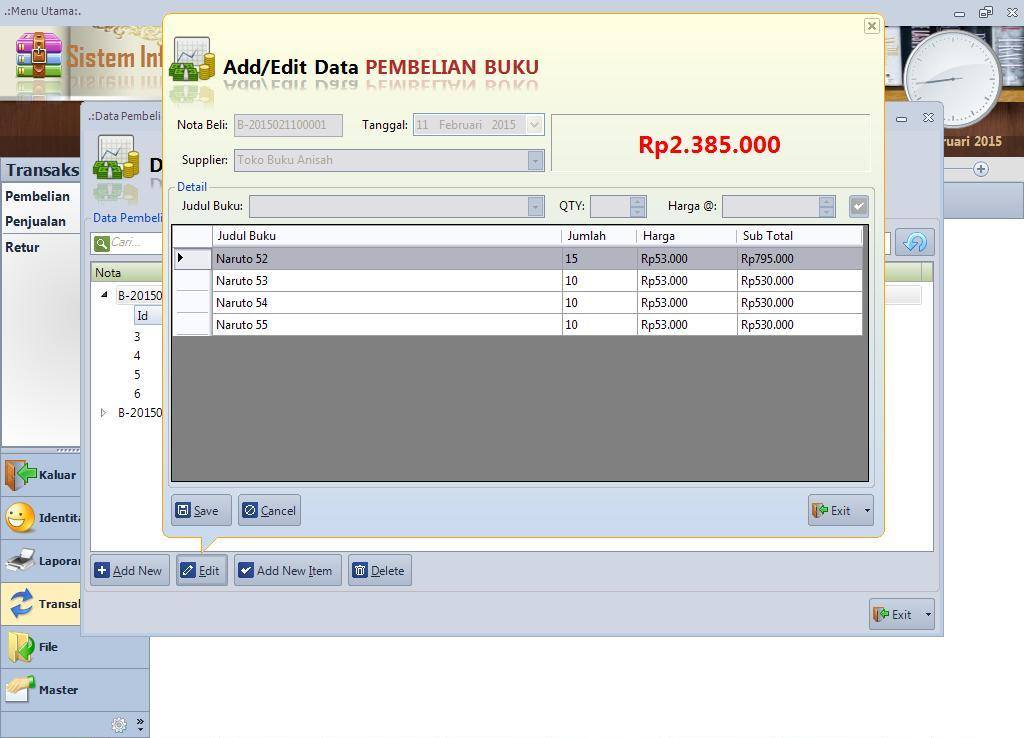 .:Menu Utama:.
Sistem
Add/Edit Data PEMBELIAN BUKU
Nota Beli: B-2015021100001 Tanggal: 11 Februari 2015
Rp2.385.000
Supplier: Toko Buku Anisah
Detail
Judul Buku: QTY: Harga @:
Judul Buku Jumlah Harga Sub Total
Naruto 52 15 Rp53.000 Rp795.000
Naruto 53 10 Rp53.000 Rp530.000
Naruto 54 10 Rp53.000 Rp530.000
Naruto 55 10 Rp53.000 Rp530.000
Save Cancel Exit
.:Data Pembeli
D
Data Pembeli
Cari...
Nota
B-20150
Id
3
4
5
6
B-20150
Add New Edit Add New Item Delete
Exit
ruari 2015
Transaks
Pembelian
Penjualan
Retur
Kaluar
Identita
Laporan
Transak
File
Master